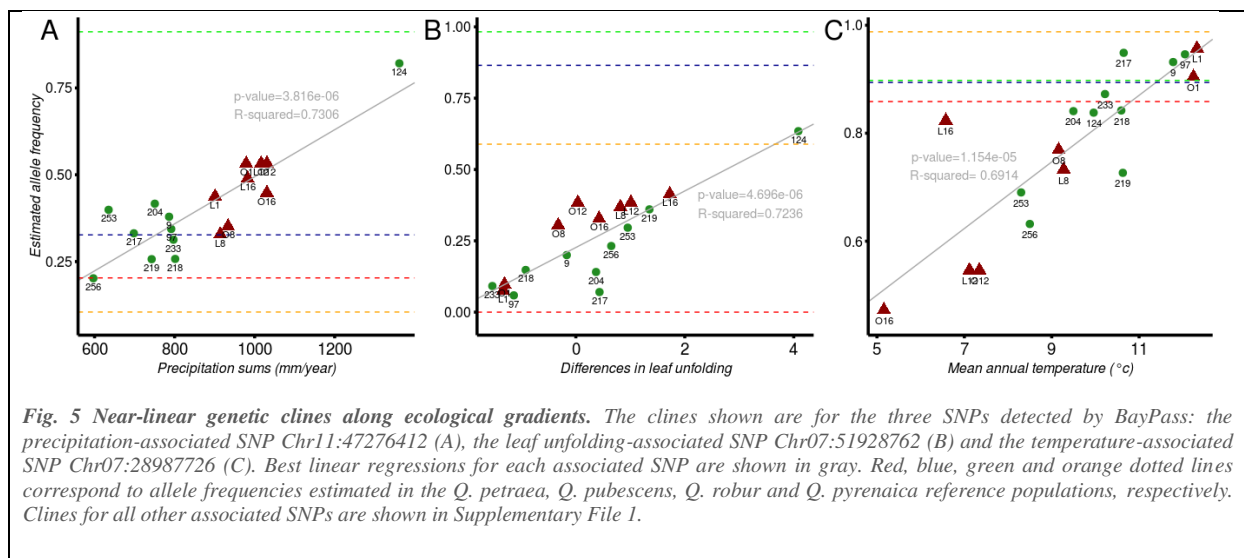 A
B
C
Estimated allele frequency
0.75
0.50
0.25
600
800
1000
1200
Precipitation sums (mm/year)
p-value=3.816e-06
R-squared=0.7306
124
L16
O16
L1
O8
L8
253
204
9
97
217
233
219
218
256
1.00
0.75
0.50
0.25
0.00
0
2
4
Differences in leaf unfolding
p-value=4.696e-06
R-squared=0.7236
124
O12
L8
L12
L16
O8
O16
219
253
256
9
218
204
217
233
L1
97
1.0
0.8
0.6
5
7
9
11
Mean annual temperature (°c)
p-value=1.154e-05
R-squared= 0.6914
217
L1
97
9
O1
233
204
124
218
L16
O8
L8
219
253
256
L12
O12
O16
Fig. 5 Near-linear genetic clines along ecological gradients. The clines shown are for the three SNPs detected by BayPass: the
precipitation-associated SNP Chr11:47276412 (A), the leaf unfolding-associated SNP Chr07:51928762 (B) and the temperature-associated
SNP Chr07:28987726 (C). Best linear regressions for each associated SNP are shown in gray. Red, blue, green and orange dotted lines
correspond to allele frequencies estimated in the Q. petraea, Q. pubescens, Q. robur and Q. pyrenaica reference populations, respectively.
Clines for all other associated SNPs are shown in Supplementary File 1.